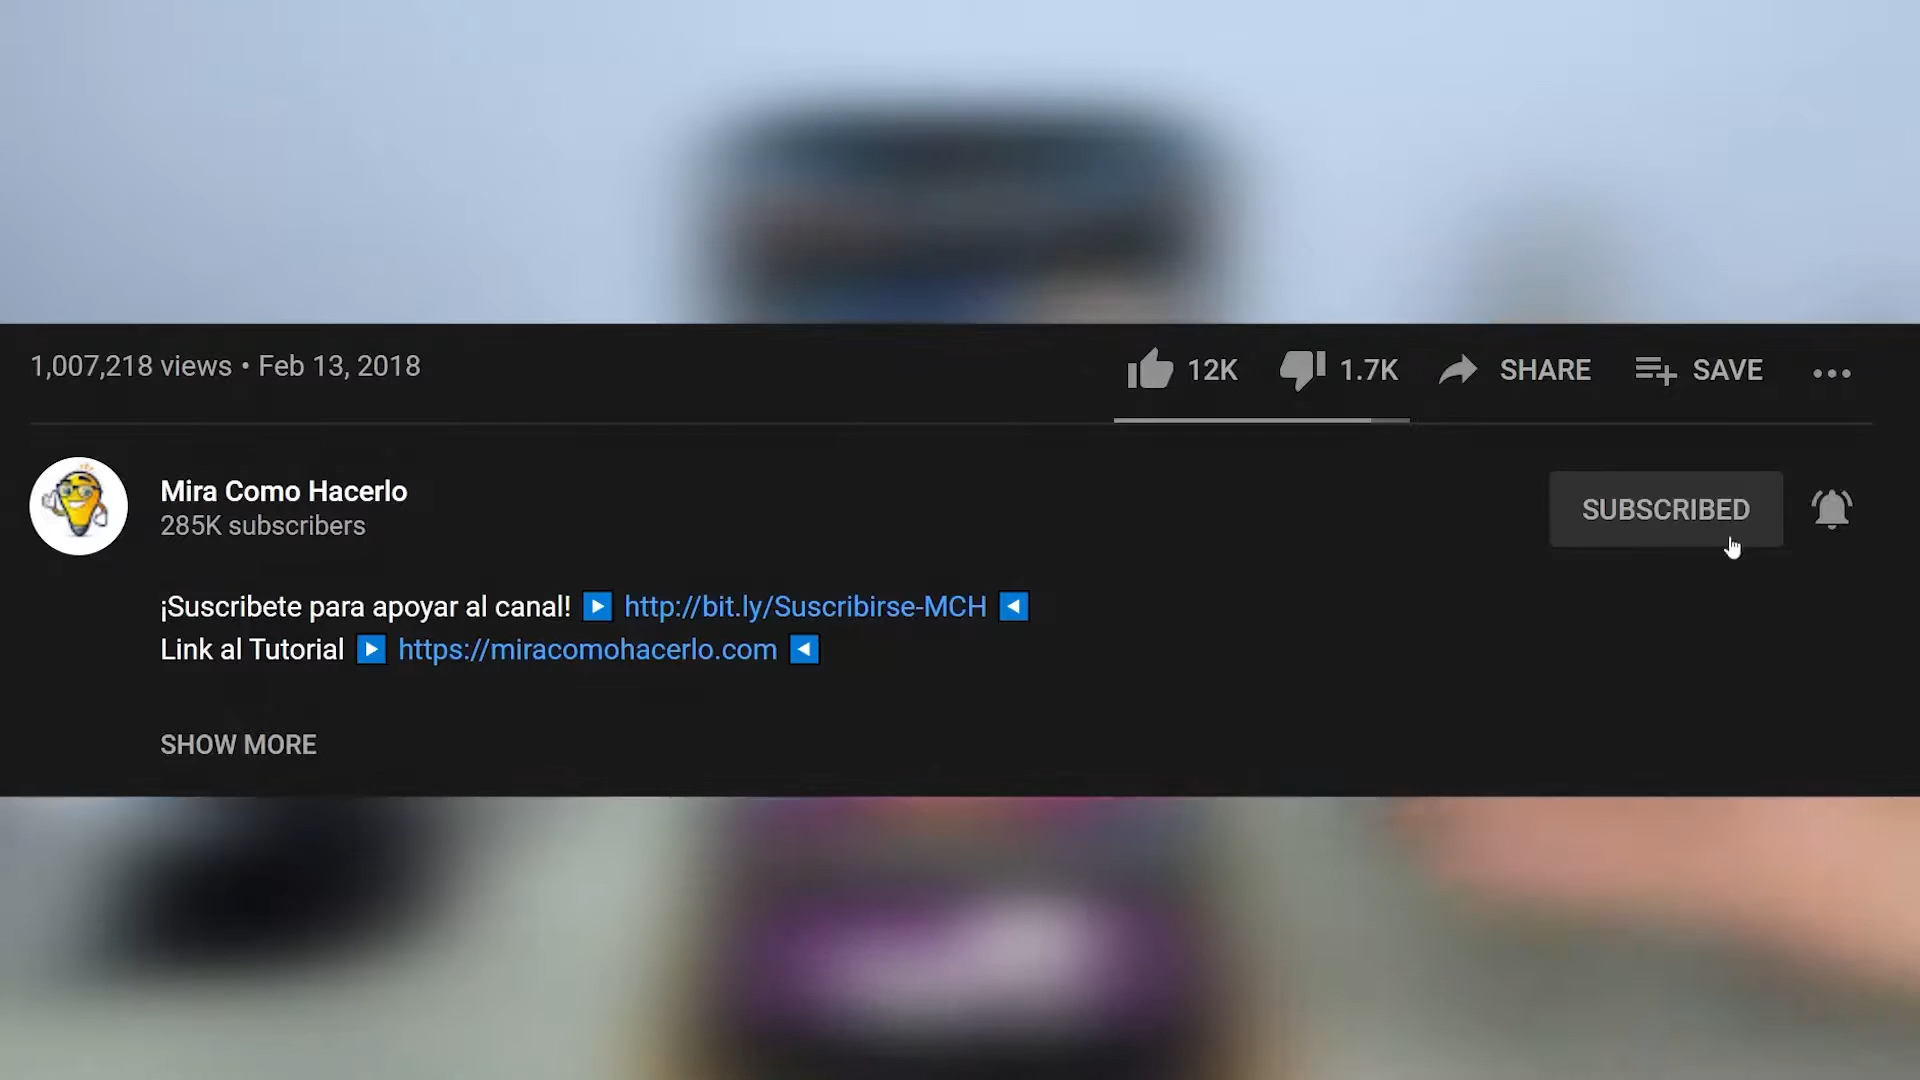 1,007,218 views • Feb 13, 2018
12K 1.7K SHARE SAVE
Mira Como Hacerlo
285K subscribers
SUBSCRIBED
¡Suscribete para apoyar al canal! ▶ http://bit.ly/Suscribirse-MCH ◀
Link al Tutorial ▶ https://miracomohacerlo.com ◀
SHOW MORE